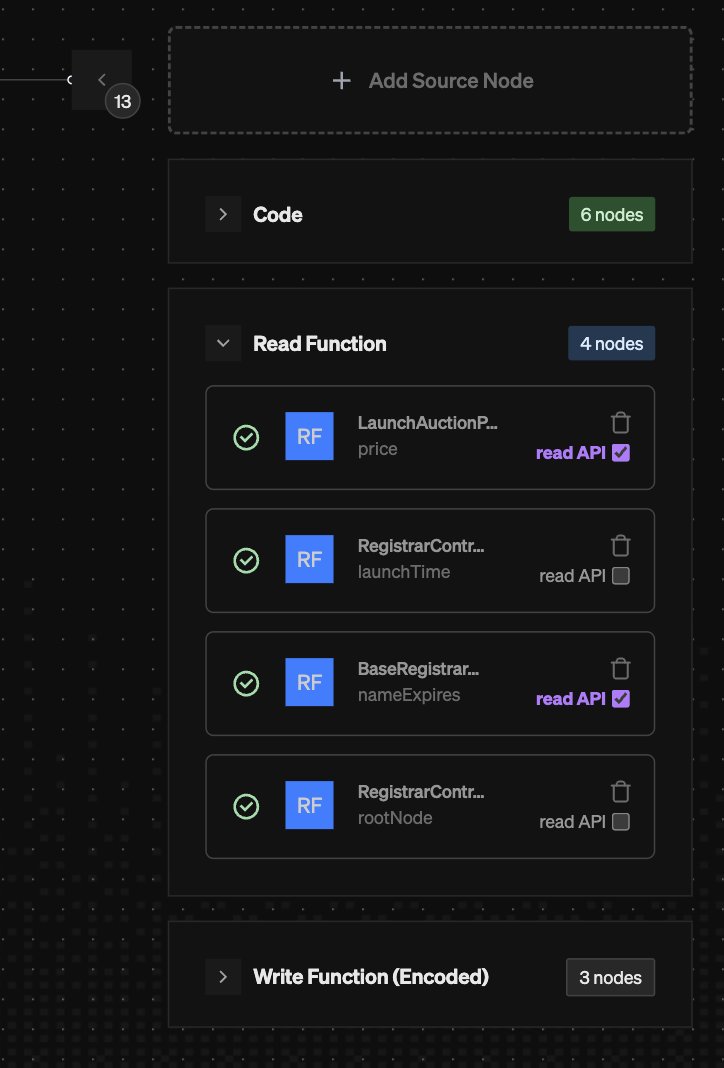 13
+ Add Source Node
Code
6 nodes
Read Function
4 nodes
RF
LaunchAuctionP...
price
read API
RF
RegistrarContr...
launchTime
read API
RF
BaseRegistrar...
nameExpires
read API
RF
RegistrarContr...
rootNode
read API
Write Function (Encoded)
3 nodes